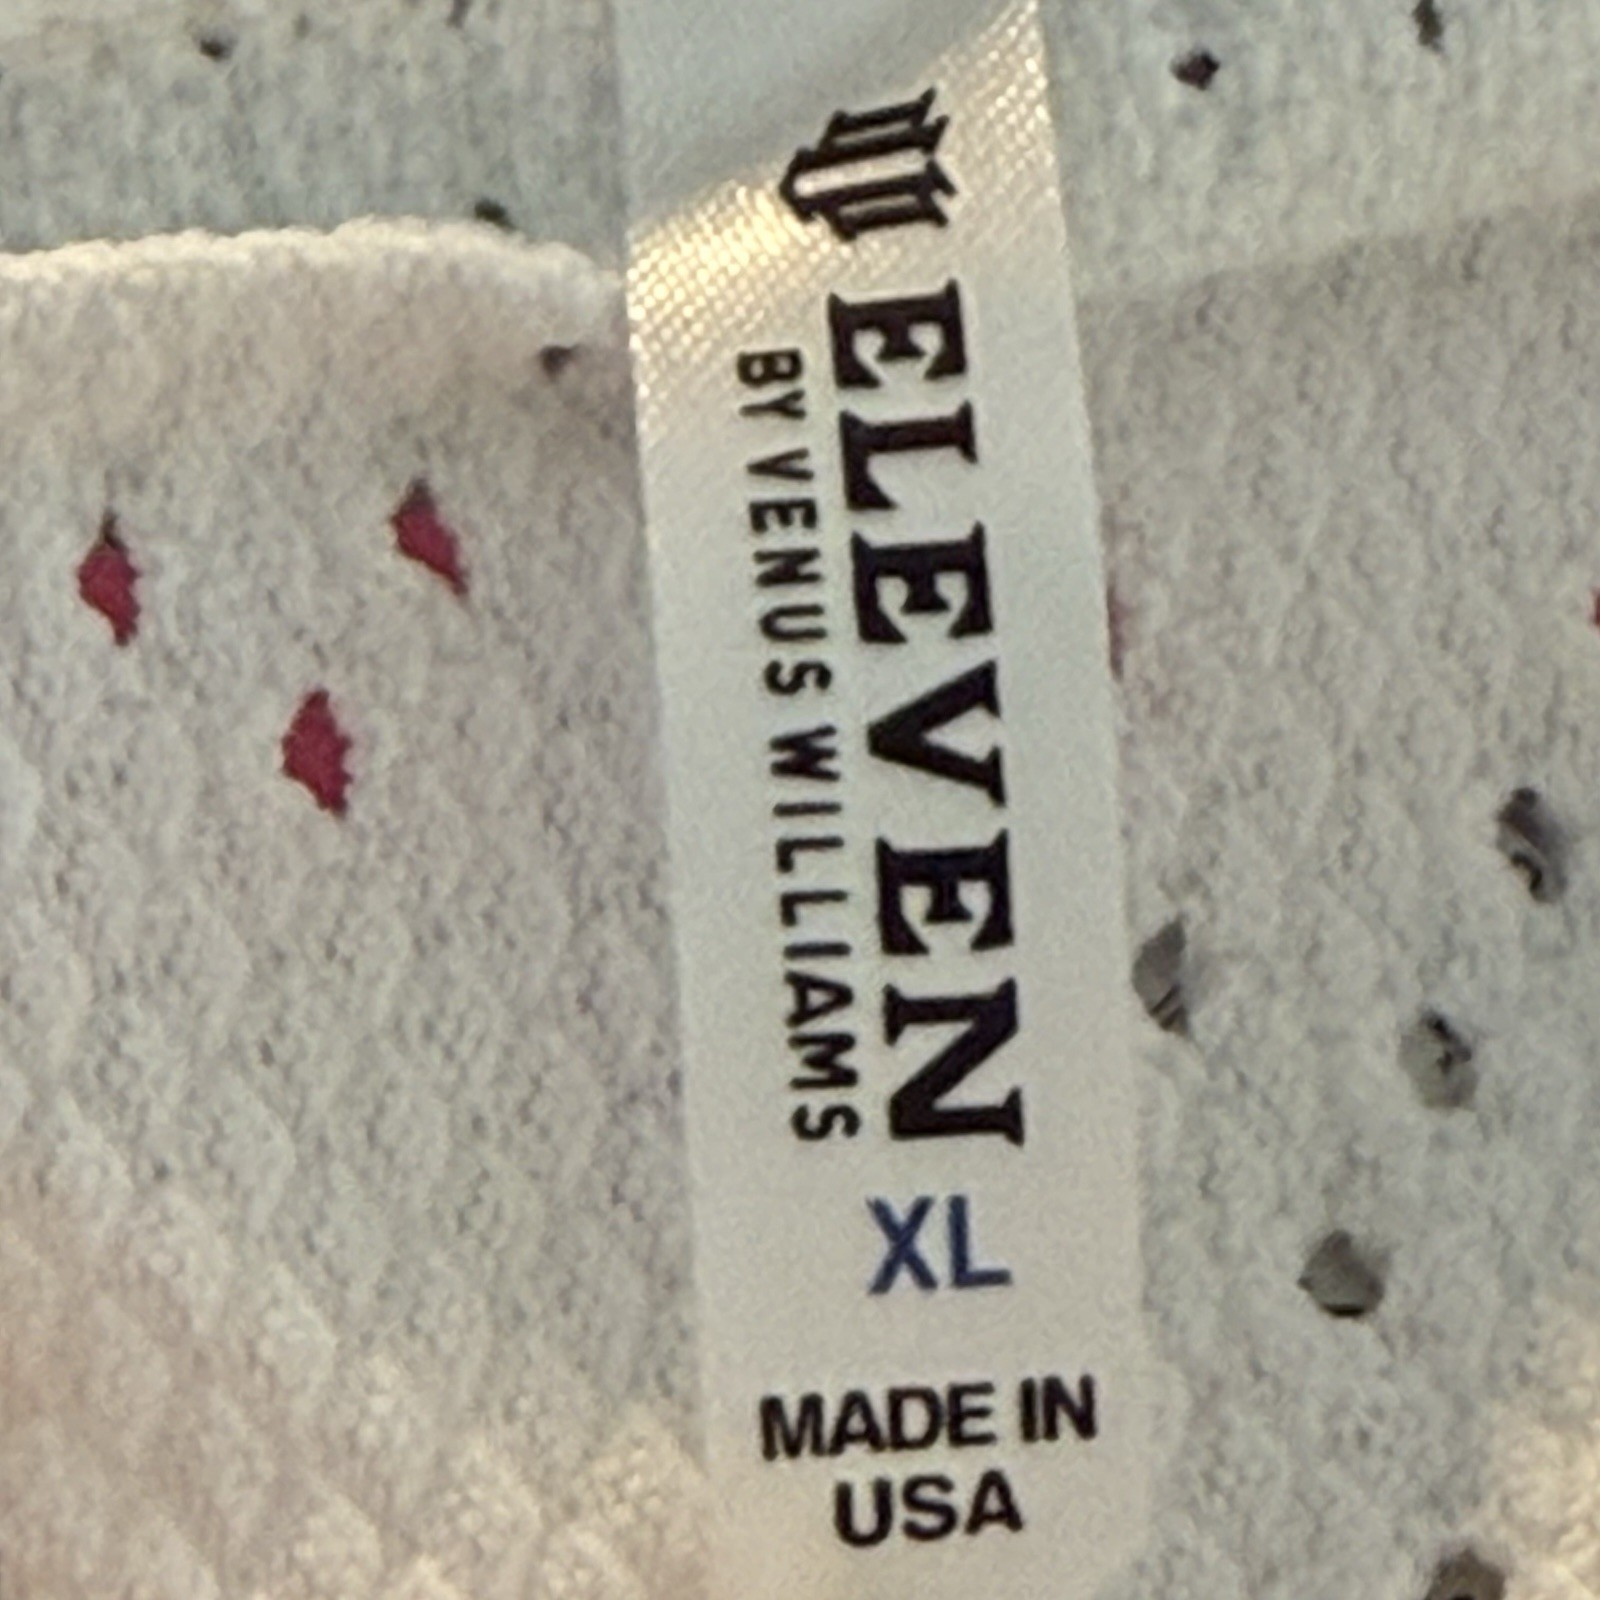 ELEVEN
BY VENUS WILLIAMS
XL
MADE IN
USA